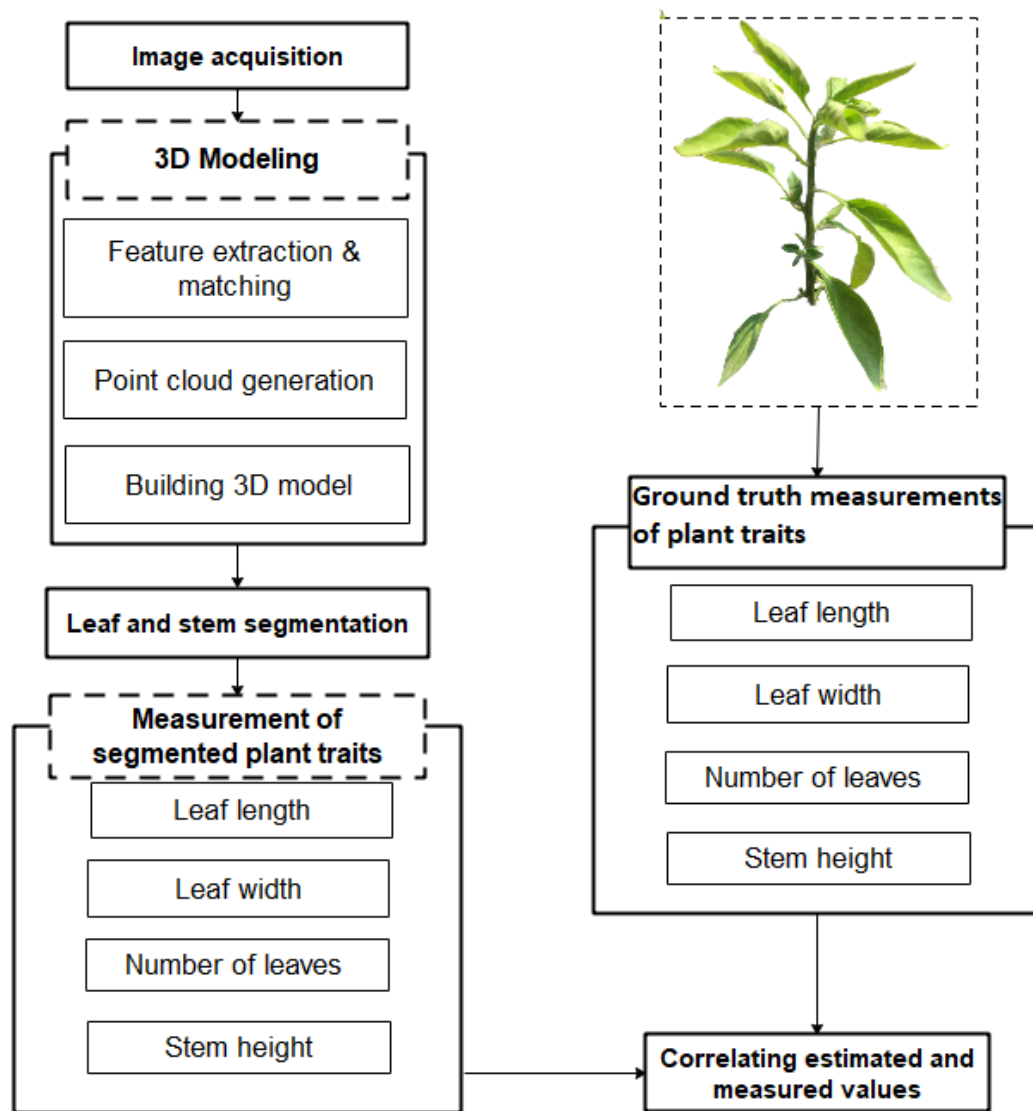 Image acquisition
3D Modeling
Feature extraction &
matching
Point cloud generation
Building 3D model
Leaf and stem segmentation
Measurement of
segmented plant traits
Leaf length
Leaf width
Number of leaves
Stem height
Ground truth measurements
of plant traits
Leaf length
Leaf width
Number of leaves
Stem height
Correlating estimated and
measured values